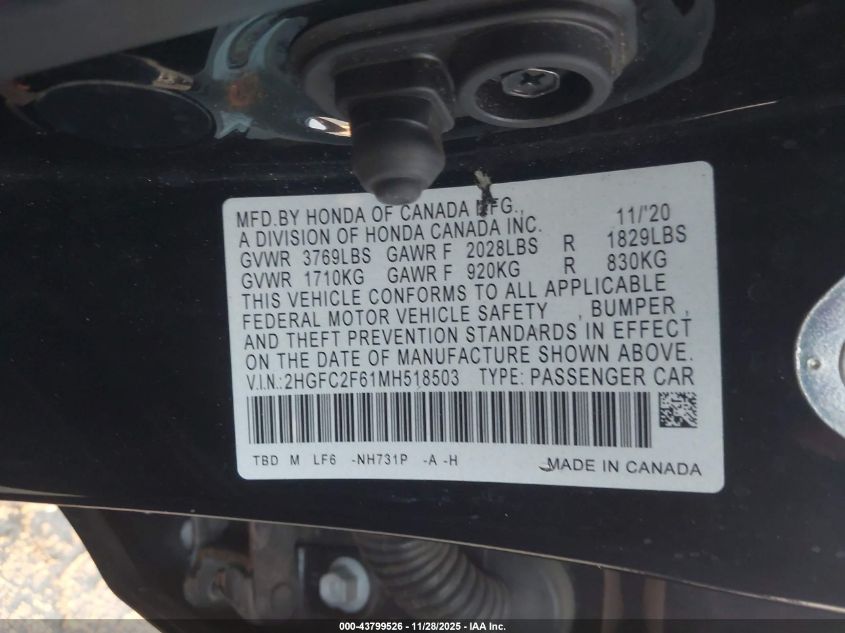 MFD.BY HONDA OF CANADA MFG., 11/'20
A DIVISION OF HONDA CANADA INC.
GVWR 3769LBS GAWR F 2028LBS R 1829LBS
GVWR 1710KG GAWR F 920KG R 830KG
THIS VEHICLE CONFORMS TO ALL APPLICABLE
FEDERAL MOTOR VEHICLE SAFETY , BUMPER ,
AND THEFT PREVENTION STANDARDS IN EFFECT
ON THE DATE OF MANUFACTURE SHOWN ABOVE.
V.I.N.:2HGFC2F61MH518503 TYPE: PASSENGER CAR
TBD M LF6 -NH731P -A -H MADE IN CANADA
000-43799526 | 11/28/2025 - IAA Inc.